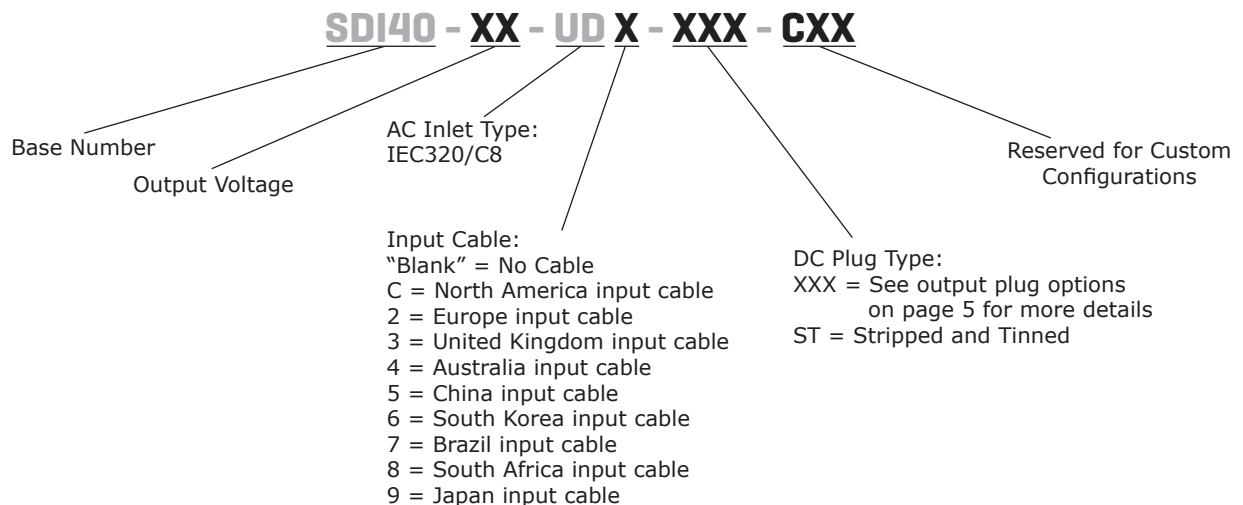 SDI40 - XX - UD X - XXX - CXX
Base Number
Output Voltage
AC Inlet Type:
IEC320/C8
Input Cable:
“Blank” = No Cable
C = North America input cable
2 = Europe input cable
3 = United Kingdom input cable
4 = Australia input cable
5 = China input cable
6 = South Korea input cable
7 = Brazil input cable
8 = South Africa input cable
9 = Japan input cable
DC Plug Type:
XXX = See output plug options
on page 5 for more details
ST = Stripped and Tinned
Reserved for Custom
Configurations